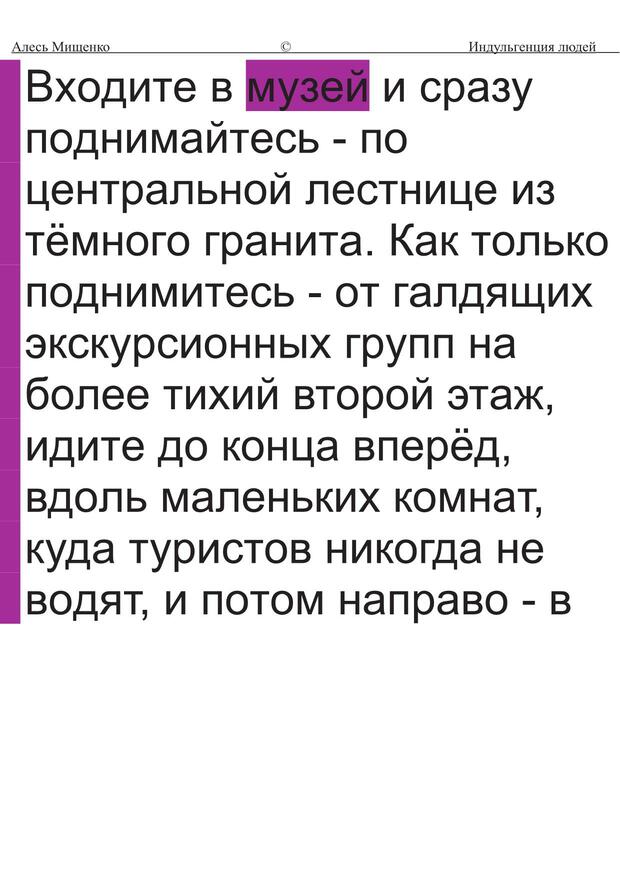 Алесь Мищенко © Индульгенция людей
Входите в музей и сразу
поднимайтесь - по
центральной лестнице из
тёмного гранита. Как только
поднимитесь - от галдящих
экскурсионных групп на
более тихий второй этаж,
идите до конца вперёд,
вдоль маленьких комнат,
куда туристов никогда не
водят, и потом направо - в